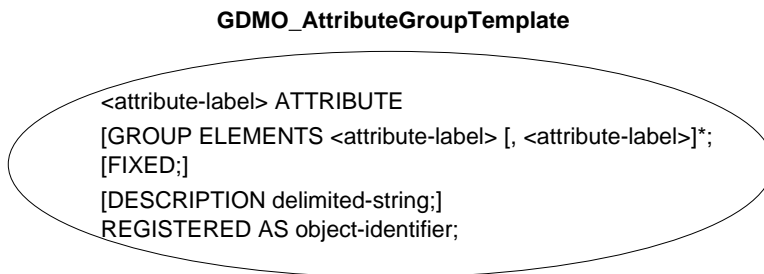 GDMO_AttributeGroupTemplate
<attribute-label> ATTRIBUTE
[GROUP ELEMENTS <attribute-label> [, <attribute-label>]*;
[FIXED;]
[DESCRIPTION delimited-string;]
REGISTERED AS object-identifier;